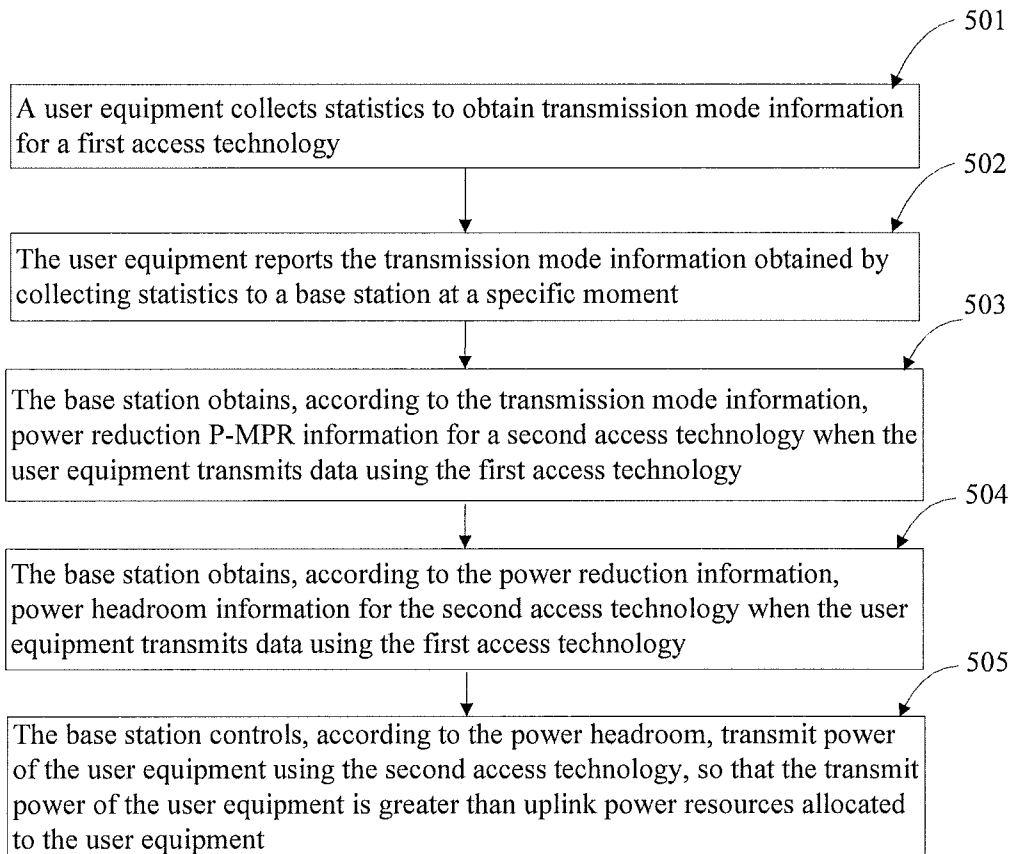 501
A user equipment collects statistics to obtain transmission mode information
for a first access technology
502
The user equipment reports the transmission mode information obtained by
collecting statistics to a base station at a specific moment
503
The base station obtains, according to the transmission mode information,
power reduction P-MPR information for a second access technology when the
user equipment transmits data using the first access technology
504
The base station obtains, according to the power reduction information,
power headroom information for the second access technology when the user
equipment transmits data using the first access technology
505
The base station controls, according to the power headroom, transmit power
of the user equipment using the second access technology, so that the transmit
power of the user equipment is greater than uplink power resources allocated
to the user equipment